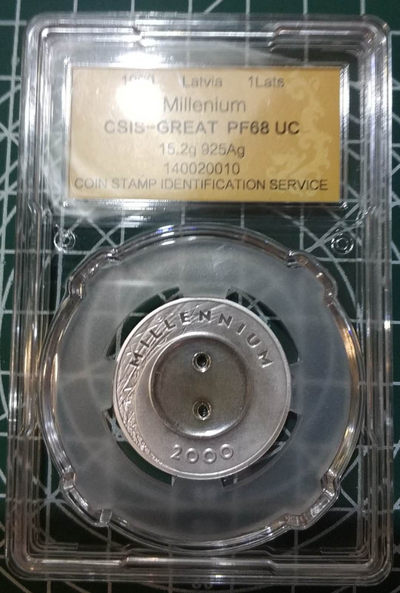 Latvia 1Lats
Millenium
CSIS-GREAT PF68 UC
15.2g 925Ag
140020010
COIN STAMP IDENTIFICATION SERVICE
MILLENNIUM
2000